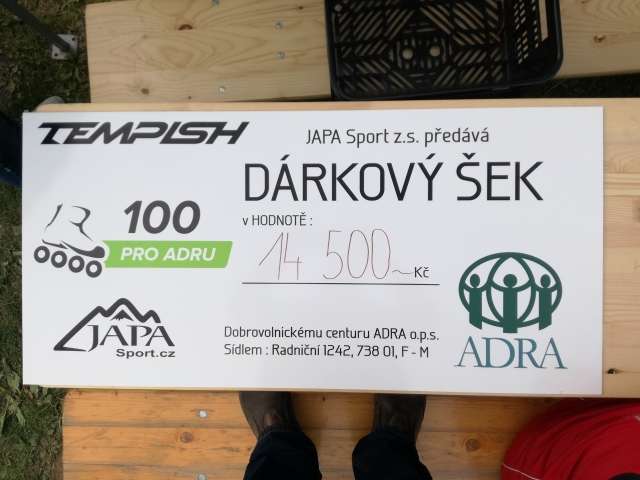 TEMPISH
JAPA Sport z.s. předává
DÁRKOVÝ ŠEK
100
PRO ADRU
v HODNOTĚ :
14 500~ Kč
JAPA
Sport.cz
Dobrovolnickému centuru ADRA o.p.s.
Sídlem : Radniční 1242, 738 01, F - M
ADRA